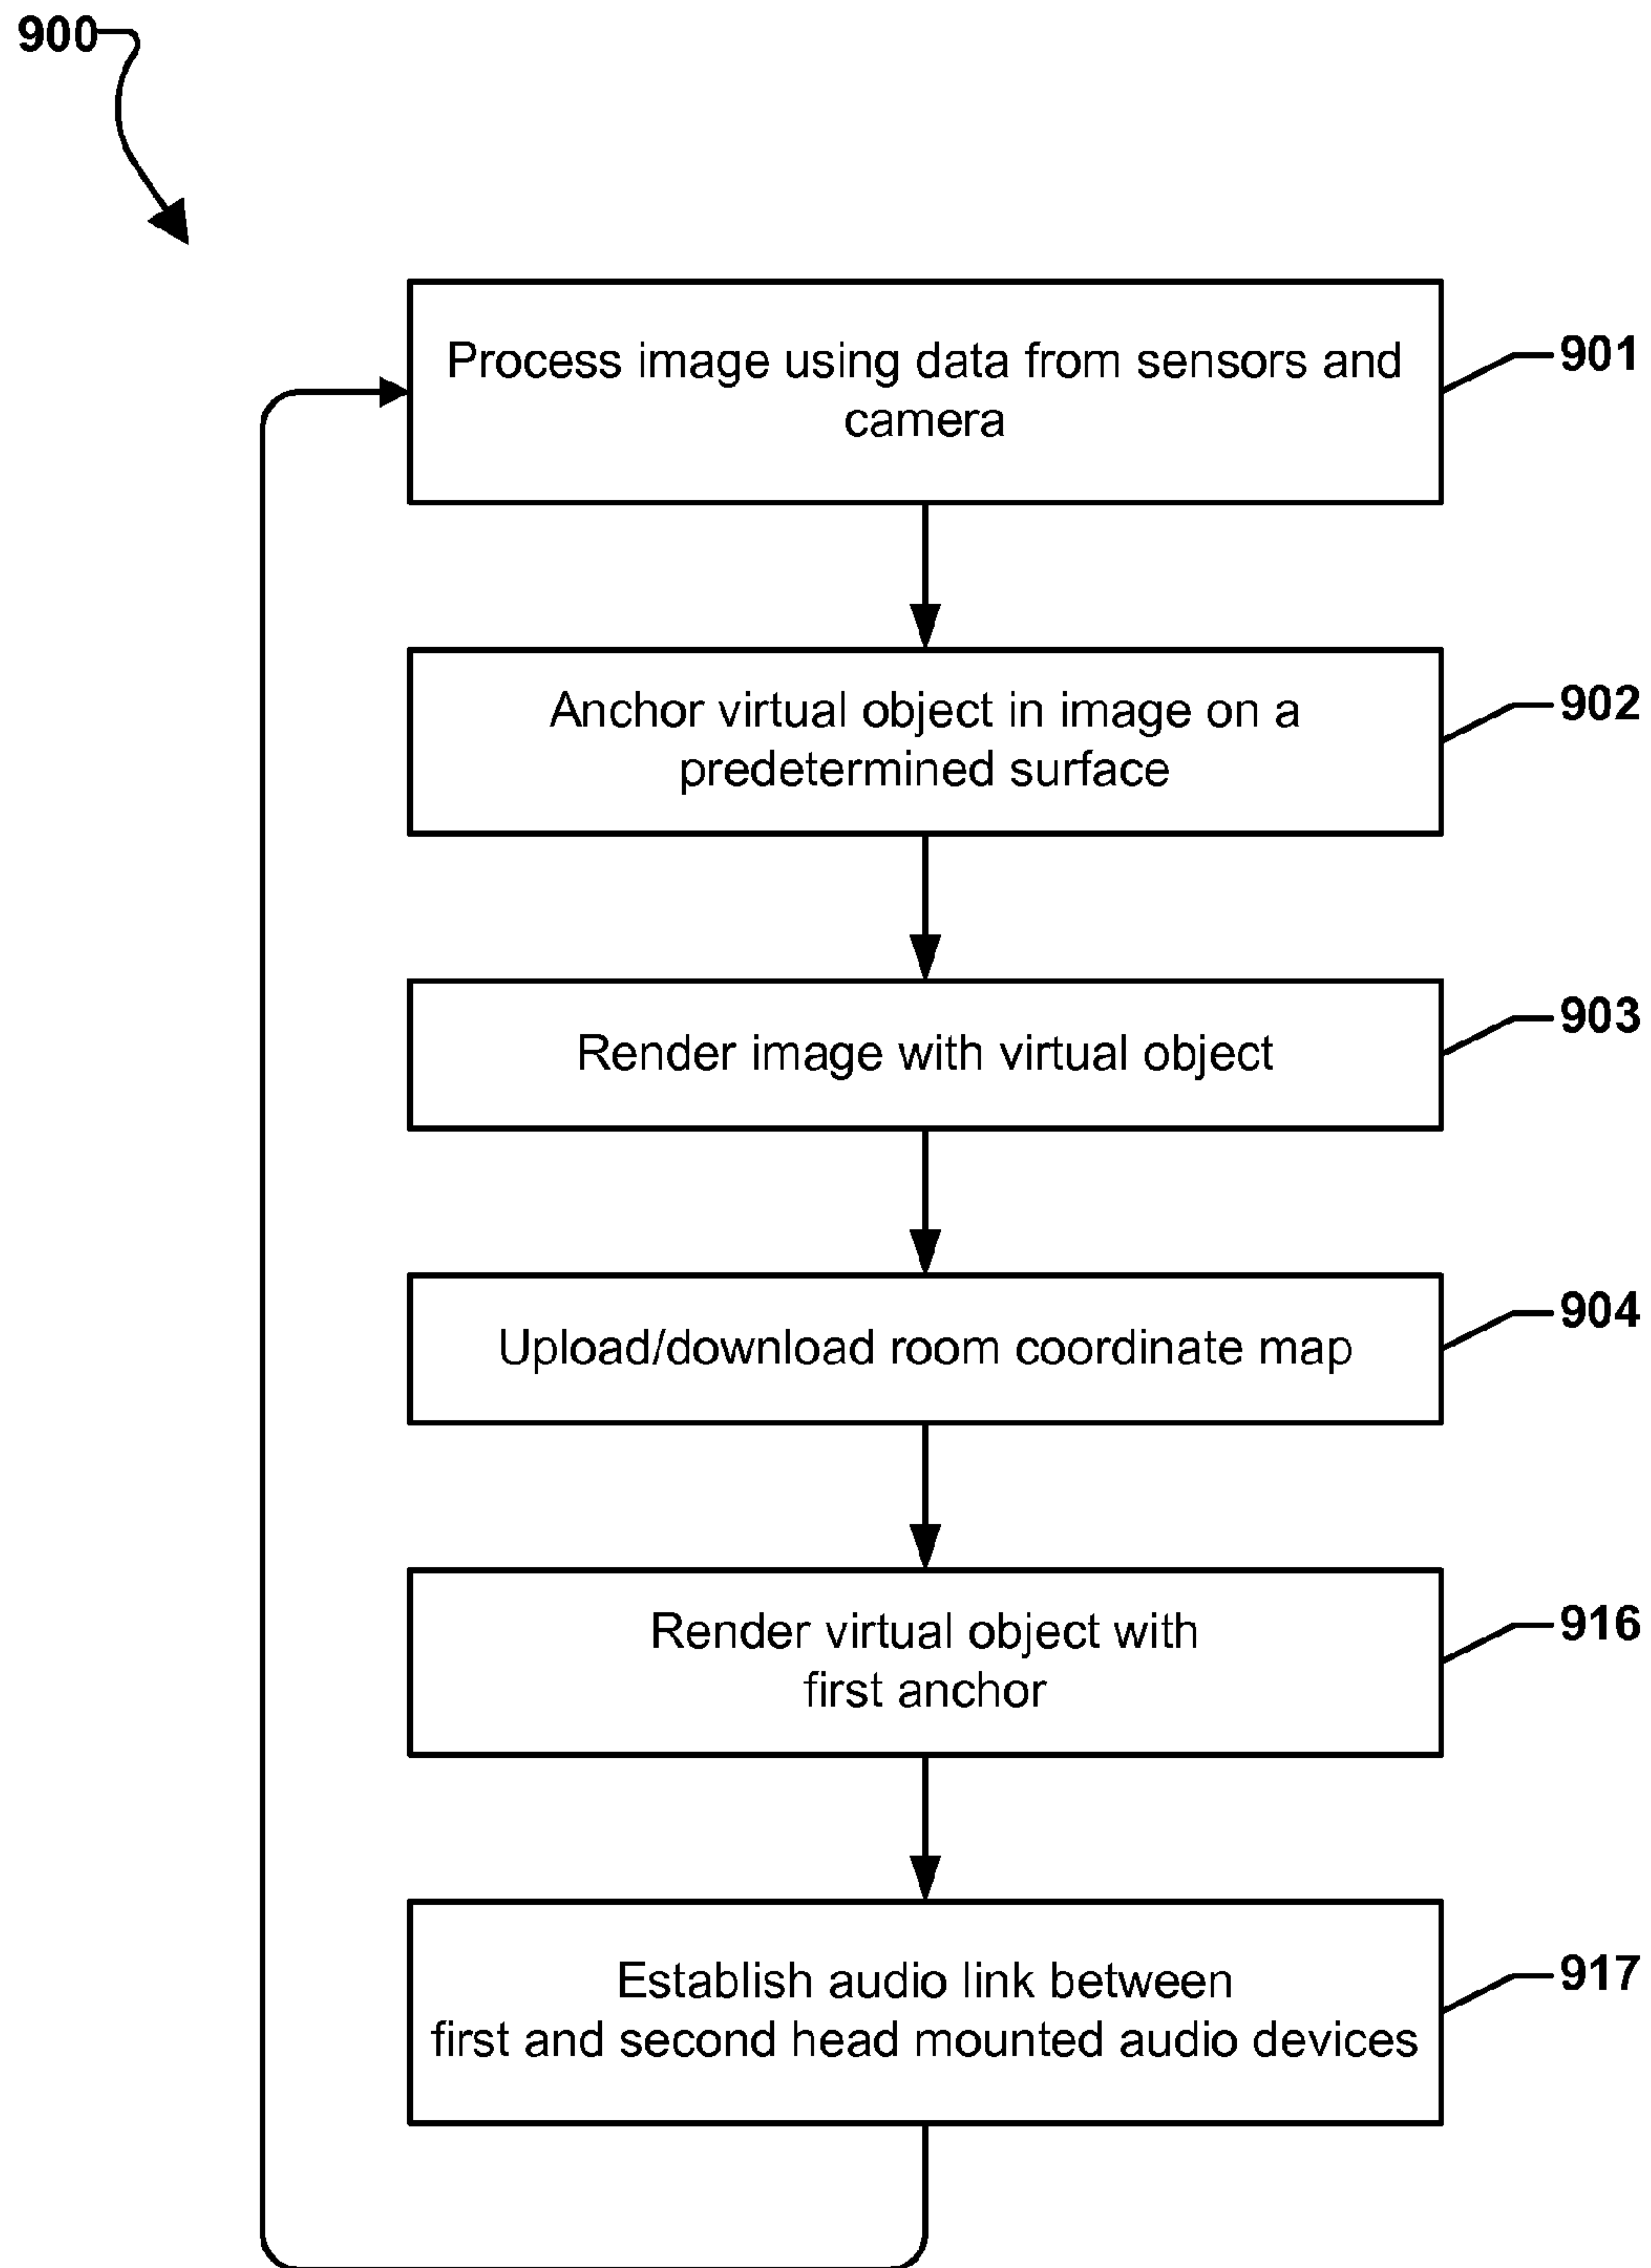 900
Process image using data from sensors and
camera
901
Anchor virtual object in image on a
predetermined surface
902
Render image with virtual object
903
Upload/download room coordinate map
904
Render virtual object with
first anchor
916
Establish audio link between
first and second head mounted audio devices
917